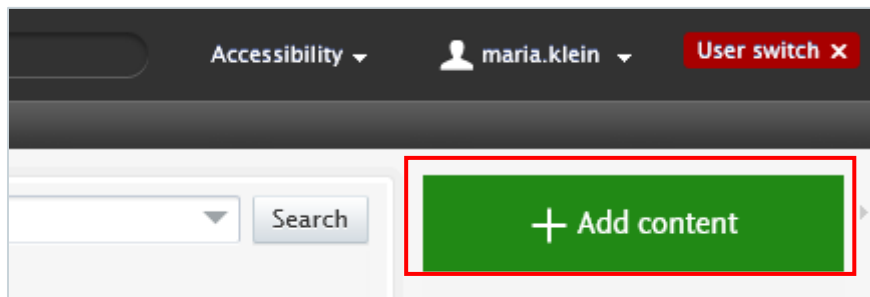 Accessibility
maria.klein
User switch ×
Search
+ Add content